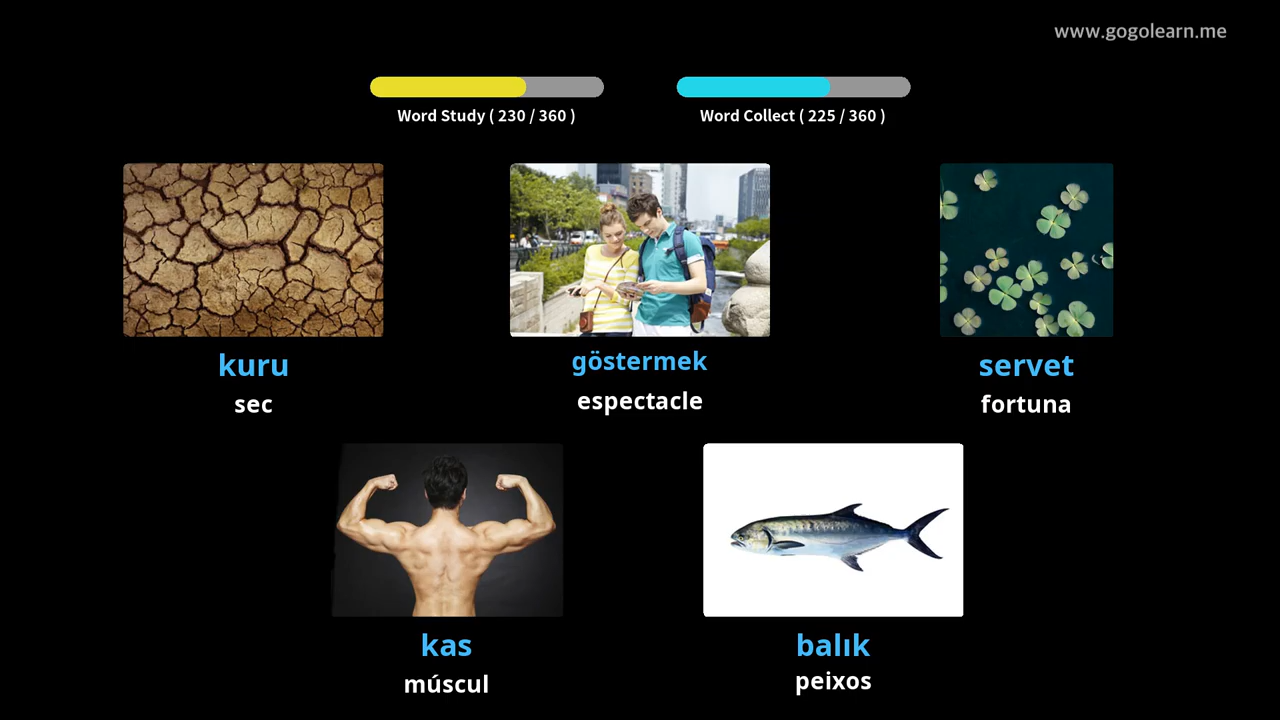 www.gogolearn.me
Word Study ( 230 / 360 )
Word Collect ( 225 / 360 )
kuru
sec
göstermek
espectacle
servet
fortuna
kas
múscul
balık
peixos